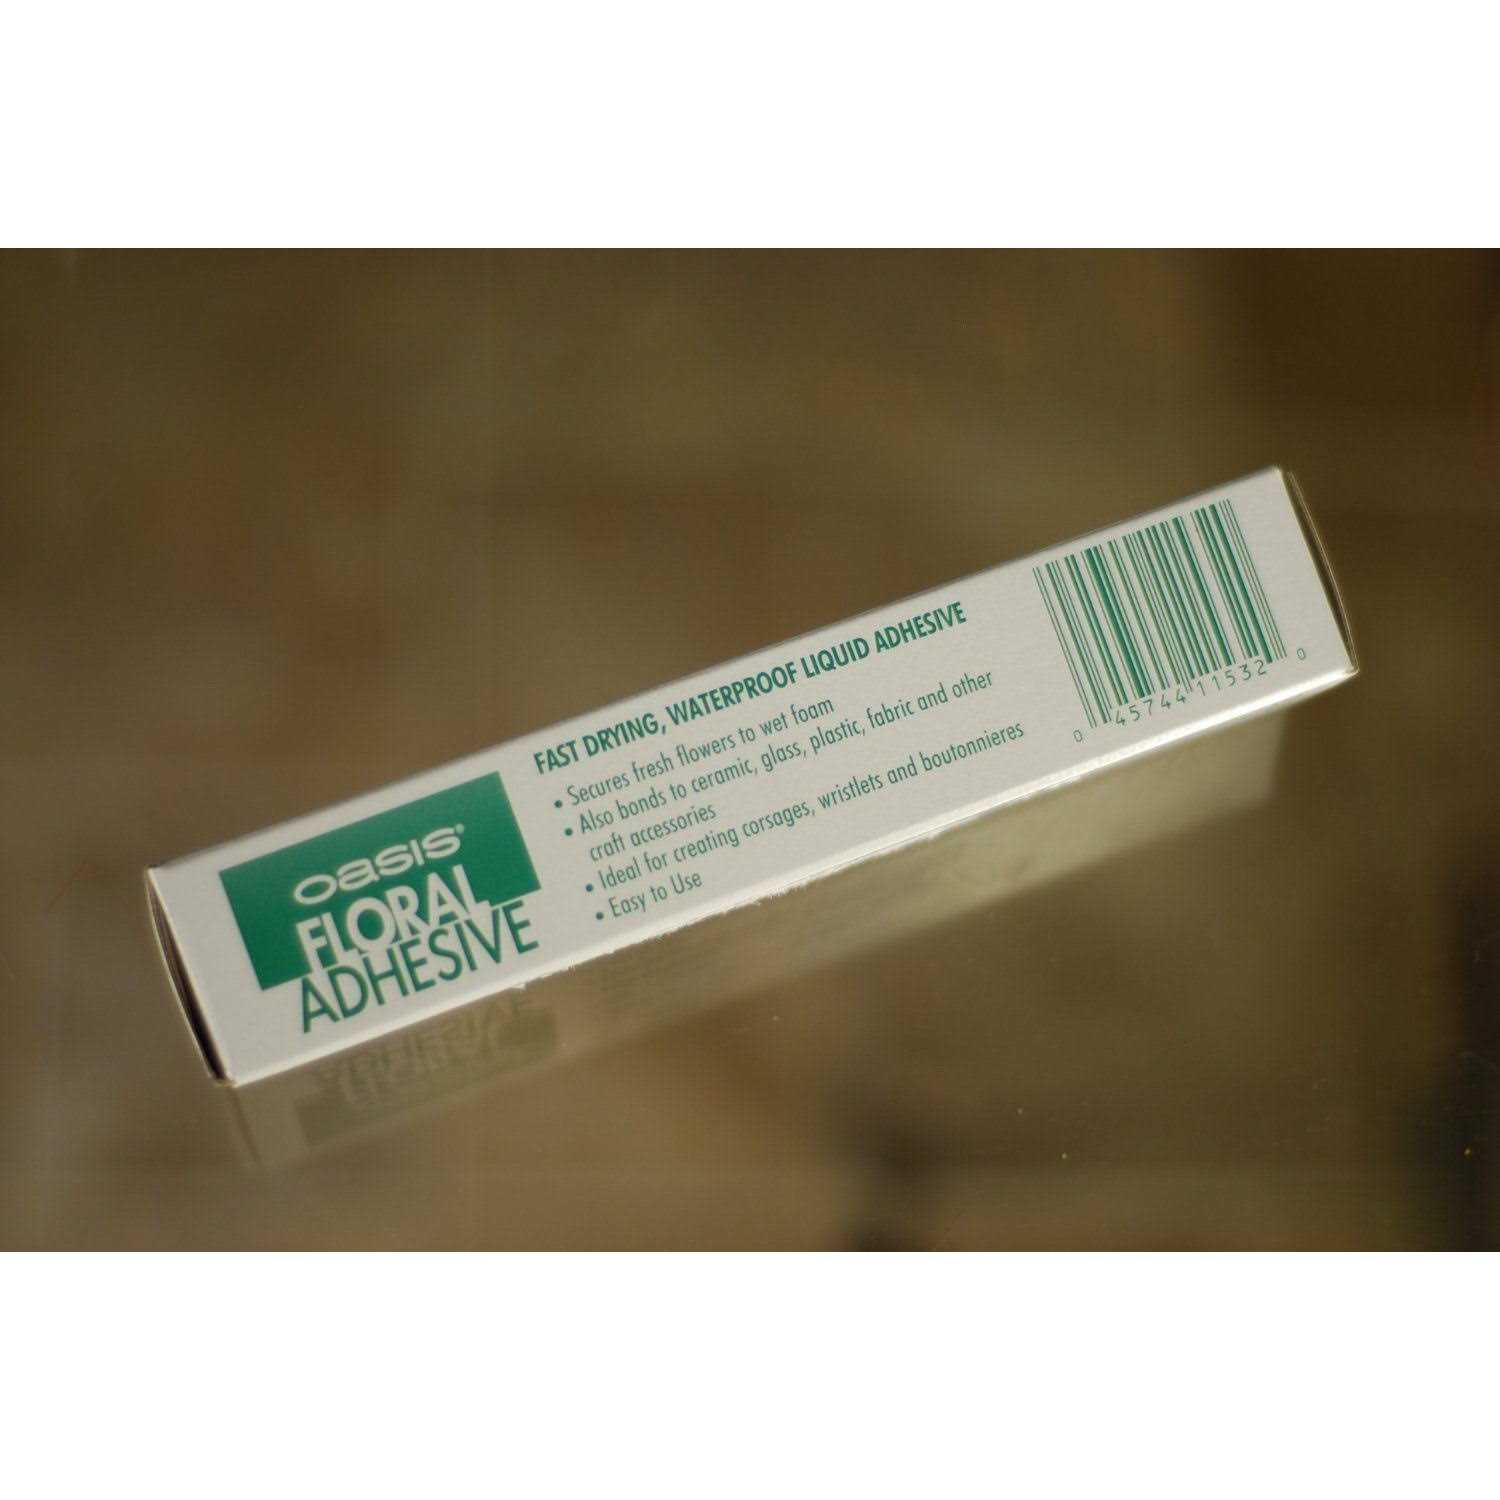 oasis®
FLORAL
ADHESIVE
FAST DRYING, WATERPROOF LIQUID ADHESIVE
• Secures fresh flowers to wet foam
• Also bonds to ceramic, glass, plastic, fabric and other
craft accessories
• Ideal for creating corsages, wristlets and boutonnieres
• Easy to Use
0 45744 11532 0